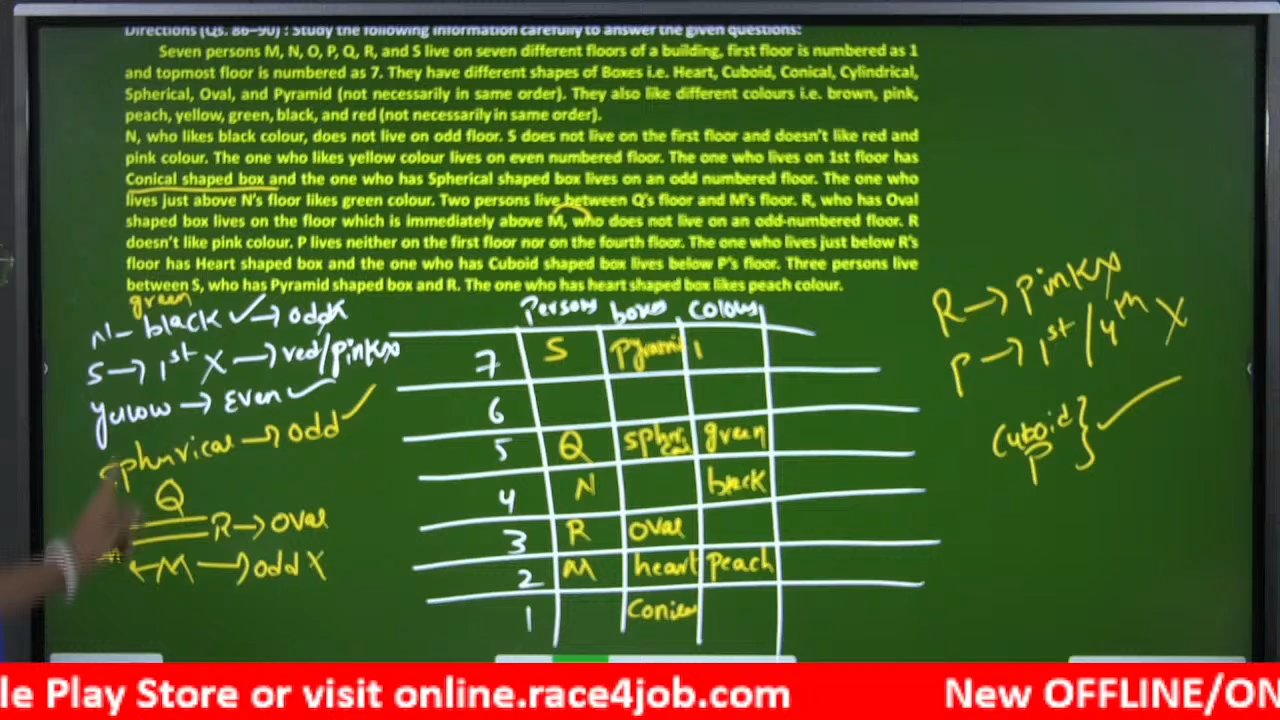 Directions (Qs. 86-90) : Study the following information carefully to answer the given questions:
Seven persons M, N, O, P, Q, R, and S live on seven different floors of a building, first floor is numbered as 1
and topmost floor is numbered as 7. They have different shapes of Boxes i.e. Heart, Cuboid, Conical, Cylindrical,
Spherical, Oval, and Pyramid (not necessarily in same order). They also like different colours i.e. brown, pink,
peach, yellow, green, black, and red (not necessarily in same order).
N, who likes black colour, does not live on odd floor. S does not live on the first floor and doesn't like red and
pink colour. The one who likes yellow colour lives on even numbered floor. The one who lives on 1st floor has
Conical shaped box and the one who has Spherical shaped box lives on an odd numbered floor. The one who
lives just above N's floor likes green colour. Two persons live between Q's floor and M's floor. R, who has Oval
shaped box lives on the floor which is immediately above M, who does not live on an odd-numbered floor. R
doesn't like pink colour. P lives neither on the first floor nor on the fourth floor. The one who lives just below R's
floor has Heart shaped box and the one who has Cuboid shaped box lives below P's floor. Three persons live
between S, who has Pyramid shaped box and R. The one who has heart shaped box likes peach colour.
green
N- black ✓→ odd x
S → 1st X → red/pink x
yellow → Even ✓
spherical → odd ✓
Q
R → oval
M → odd X
Persons boxes colours
7 S Pyramid
6
5 Q spherical green
4 N black
3 R oval
2 M heart peach
1 Conical
R → pink x
P → 1st / 4th X
Cuboid } ✓
P
le Play Store or visit online.race4job.com New OFFLINE/ON